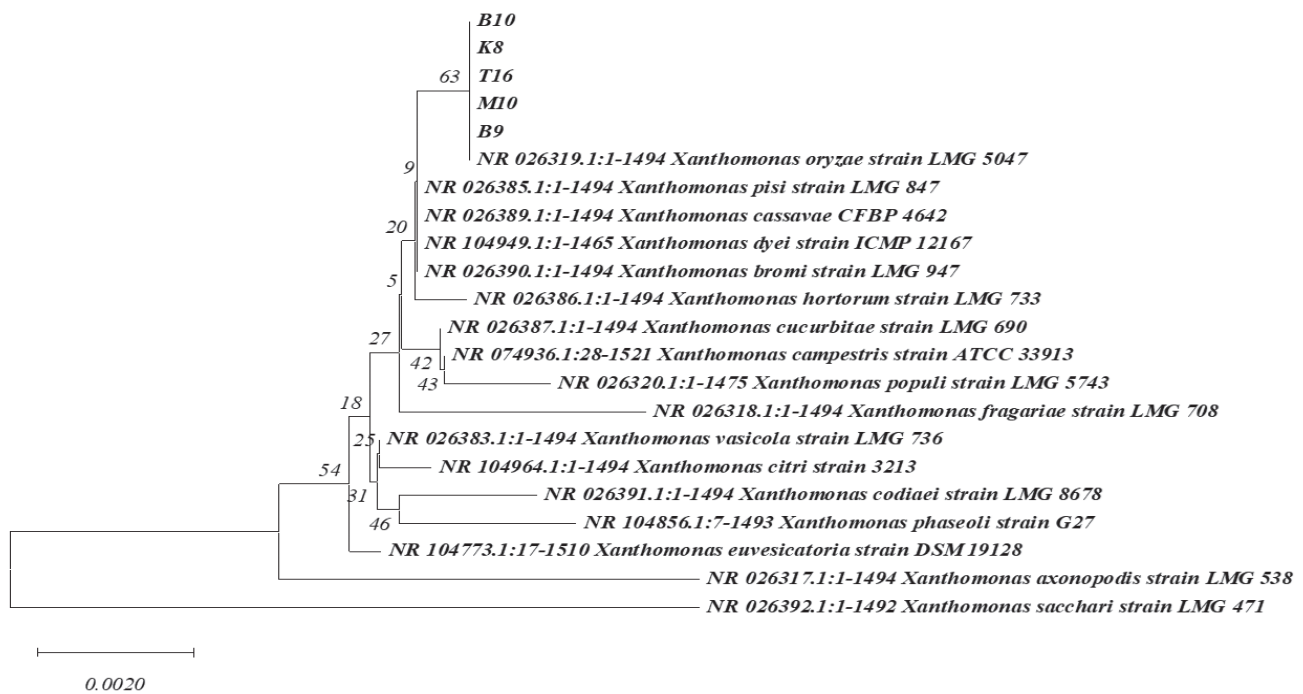 B10
K8
T16
63
M10
B9
NR 026319.1:1-1494 Xanthomonas oryzae strain LMG 5047
9
NR 026385.1:1-1494 Xanthomonas pisi strain LMG 847
NR 026389.1:1-1494 Xanthomonas cassavae CFBP 4642
20
NR 104949.1:1-1465 Xanthomonas dyei strain ICMP 12167
NR 026390.1:1-1494 Xanthomonas bromi strain LMG 947
5
NR 026386.1:1-1494 Xanthomonas hortorum strain LMG 733
NR 026387.1:1-1494 Xanthomonas cucurbitae strain LMG 690
27
NR 074936.1:28-1521 Xanthomonas campestris strain ATCC 33913
42
43
NR 026320.1:1-1475 Xanthomonas populi strain LMG 5743
18
NR 026318.1:1-1494 Xanthomonas fragariae strain LMG 708
25
NR 026383.1:1-1494 Xanthomonas vasicola strain LMG 736
54
NR 104964.1:1-1494 Xanthomonas citri strain 3213
31
NR 026391.1:1-1494 Xanthomonas codiaei strain LMG 8678
46
NR 104856.1:7-1493 Xanthomonas phaseoli strain G27
NR 104773.1:17-1510 Xanthomonas euvesicatoria strain DSM 19128
NR 026317.1:1-1494 Xanthomonas axonopodis strain LMG 538
NR 026392.1:1-1492 Xanthomonas sacchari strain LMG 471
0.0020